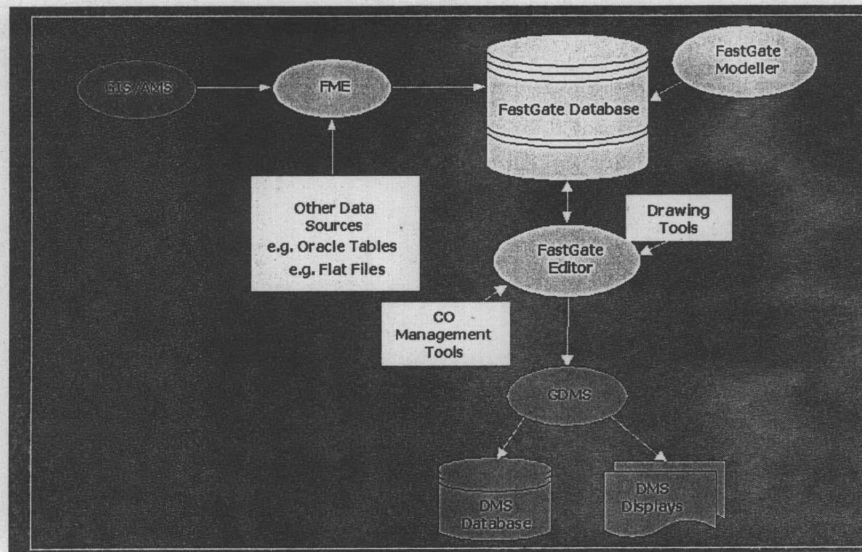 GIS/AMS
FME
FastGate Database
FastGate
Modeller
Other Data
Sources
e.g. Oracle Tables
e.g. Flat Files
Drawing
Tools
FastGate
Editor
CO
Management
Tools
GDMS
DMS
Database
DMS
Displays